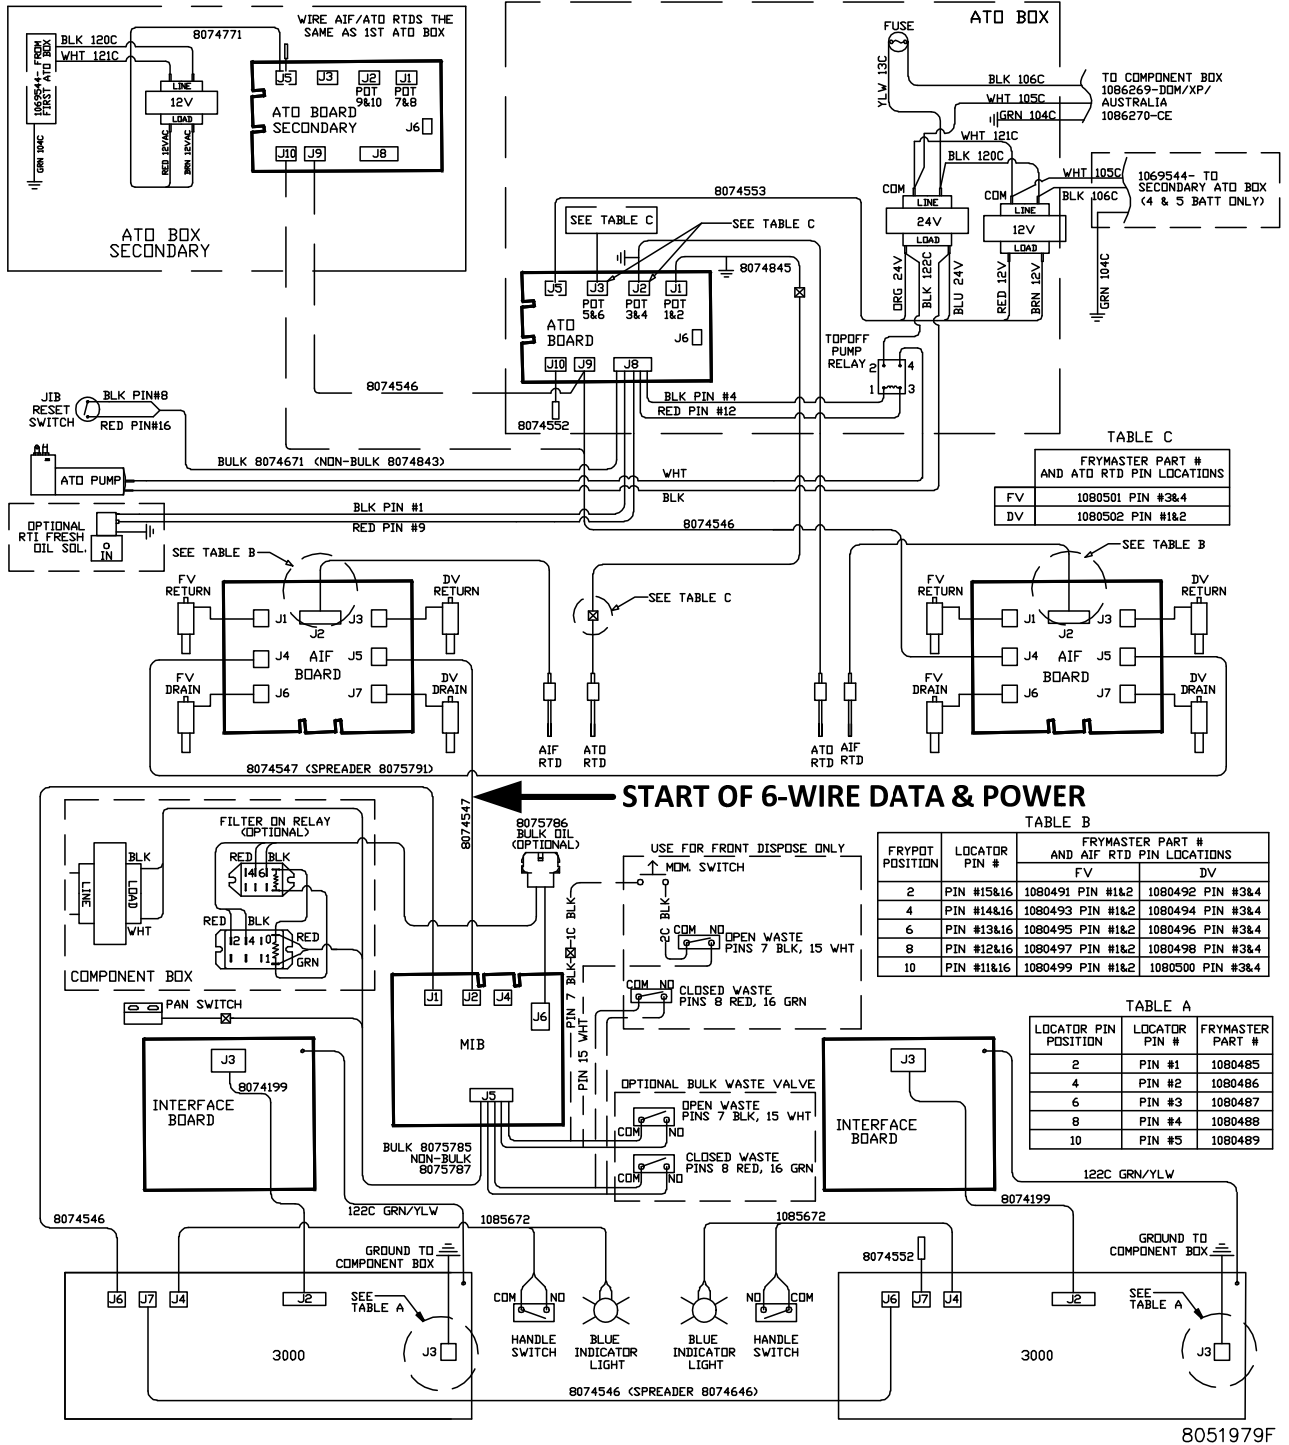 WIRE AIF/ATO RTDS THE
SAME AS 1ST ATO BOX
8074771
BLK 120C
WHT 121C
1069544- FROM
FIRST ATO BOX
GRN 104C
LINE
12V
LOAD
RED 12VAC
BRN 12VAC
J5
J3
J2
J1
POT
9&10
POT
7&8
ATO BOARD
SECONDARY
J6
J10
J9
J8
ATO BOX
SECONDARY
ATO BOX
FUSE
YLW 13C
BLK 106C
WHT 105C
GRN 104C
TO COMPONENT BOX
1086269-DOM/XP/
AUSTRALIA
1086270-CE
WHT 121C
BLK 120C
WHT 105C
BLK 106C
1069544- TO
SECONDARY ATO BOX
(4 & 5 BATT ONLY)
GRN 104C
COM
LINE
24V
LOAD
COM
LINE
12V
LOAD
ORG 24V
BLK 122C
BLU 24V
RED 12V
BRN 12V
8074553
SEE TABLE C
SEE TABLE C
8074845
J5
J3
J2
J1
POT
5&6
POT
3&4
POT
1&2
ATO
BOARD
J6
J10
J9
J8
TOPOFF
PUMP
RELAY
2
4
1
3
8074546
BLK PIN #4
RED PIN #12
8074552
JIB
RESET
SWITCH
BLK PIN#8
RED PIN#16
BULK 8074671 (NON-BULK 8074843)
ATO PUMP
WHT
BLK
OPTIONAL
RTI FRESH
OIL SOL.
IN
BLK PIN #1
RED PIN #9
8074546
TABLE C
FRYMASTER PART #
AND ATO RTD PIN LOCATIONS
FV 1080501 PIN #3&4
DV 1080502 PIN #1&2
SEE TABLE B
FV
RETURN
DV
RETURN
J1
J2
J3
J4
AIF
BOARD
J5
J6
J7
FV
DRAIN
DV
DRAIN
SEE TABLE C
AIF
RTD
ATO
RTD
ATO
RTD
AIF
RTD
SEE TABLE B
FV
RETURN
DV
RETURN
J1
J2
J3
J4
AIF
BOARD
J5
J6
J7
FV
DRAIN
DV
DRAIN
8074547 (SPREADER 8075791)
START OF 6-WIRE DATA & POWER
8074547
FILTER ON RELAY
(OPTIONAL)
RED
BLK
4
6
BLK
LINE
LOAD
WHT
RED
BLK
2
4
0
1
RED
GRN
COMPONENT BOX
8075786
BULK OIL
(OPTIONAL)
USE FOR FRONT DISPOSE ONLY
MOM. SWITCH
1C BLK
2C BLK
COM NO
OPEN WASTE
PINS 7 BLK, 15 WHT
COM NO
CLOSED WASTE
PINS 8 RED, 16 GRN
PIN 7 BLK
PIN 15 WHT
TABLE B
FRYPOT
POSITION
LOCATOR
PIN #
FRYMASTER PART #
AND AIF RTD PIN LOCATIONS
FV DV
2 PIN #15&16 1080491 PIN #1&2 1080492 PIN #3&4
4 PIN #14&16 1080493 PIN #1&2 1080494 PIN #3&4
6 PIN #13&16 1080495 PIN #1&2 1080496 PIN #3&4
8 PIN #12&16 1080497 PIN #1&2 1080498 PIN #3&4
10 PIN #11&16 1080499 PIN #1&2 1080500 PIN #3&4
PAN SWITCH
J1
J2
J4
J6
MIB
J5
BULK 8075785
NON-BULK
8075787
OPTIONAL BULK WASTE VALVE
OPEN WASTE
PINS 7 BLK, 15 WHT
COM
NO
CLOSED WASTE
PINS 8 RED, 16 GRN
COM
NO
TABLE A
LOCATOR PIN
POSITION
LOCATOR
PIN #
FRYMASTER
PART #
2 PIN #1 1080485
4 PIN #2 1080486
6 PIN #3 1080487
8 PIN #4 1080488
10 PIN #5 1080489
J3
8074199
INTERFACE
BOARD
122C GRN/YLW
J3
INTERFACE
BOARD
8074199
122C GRN/YLW
8074546
1085672
GROUND TO
COMPONENT BOX
J6
J7
J4
J2
SEE
TABLE A
J3
3000
COM
NO
HANDLE
SWITCH
BLUE
INDICATOR
LIGHT
1085672
BLUE
INDICATOR
LIGHT
NO
COM
HANDLE
SWITCH
8074552
GROUND TO
COMPONENT BOX
J6
J7
J4
J2
SEE
TABLE A
J3
3000
8074546 (SPREADER 8074646)
8051979F